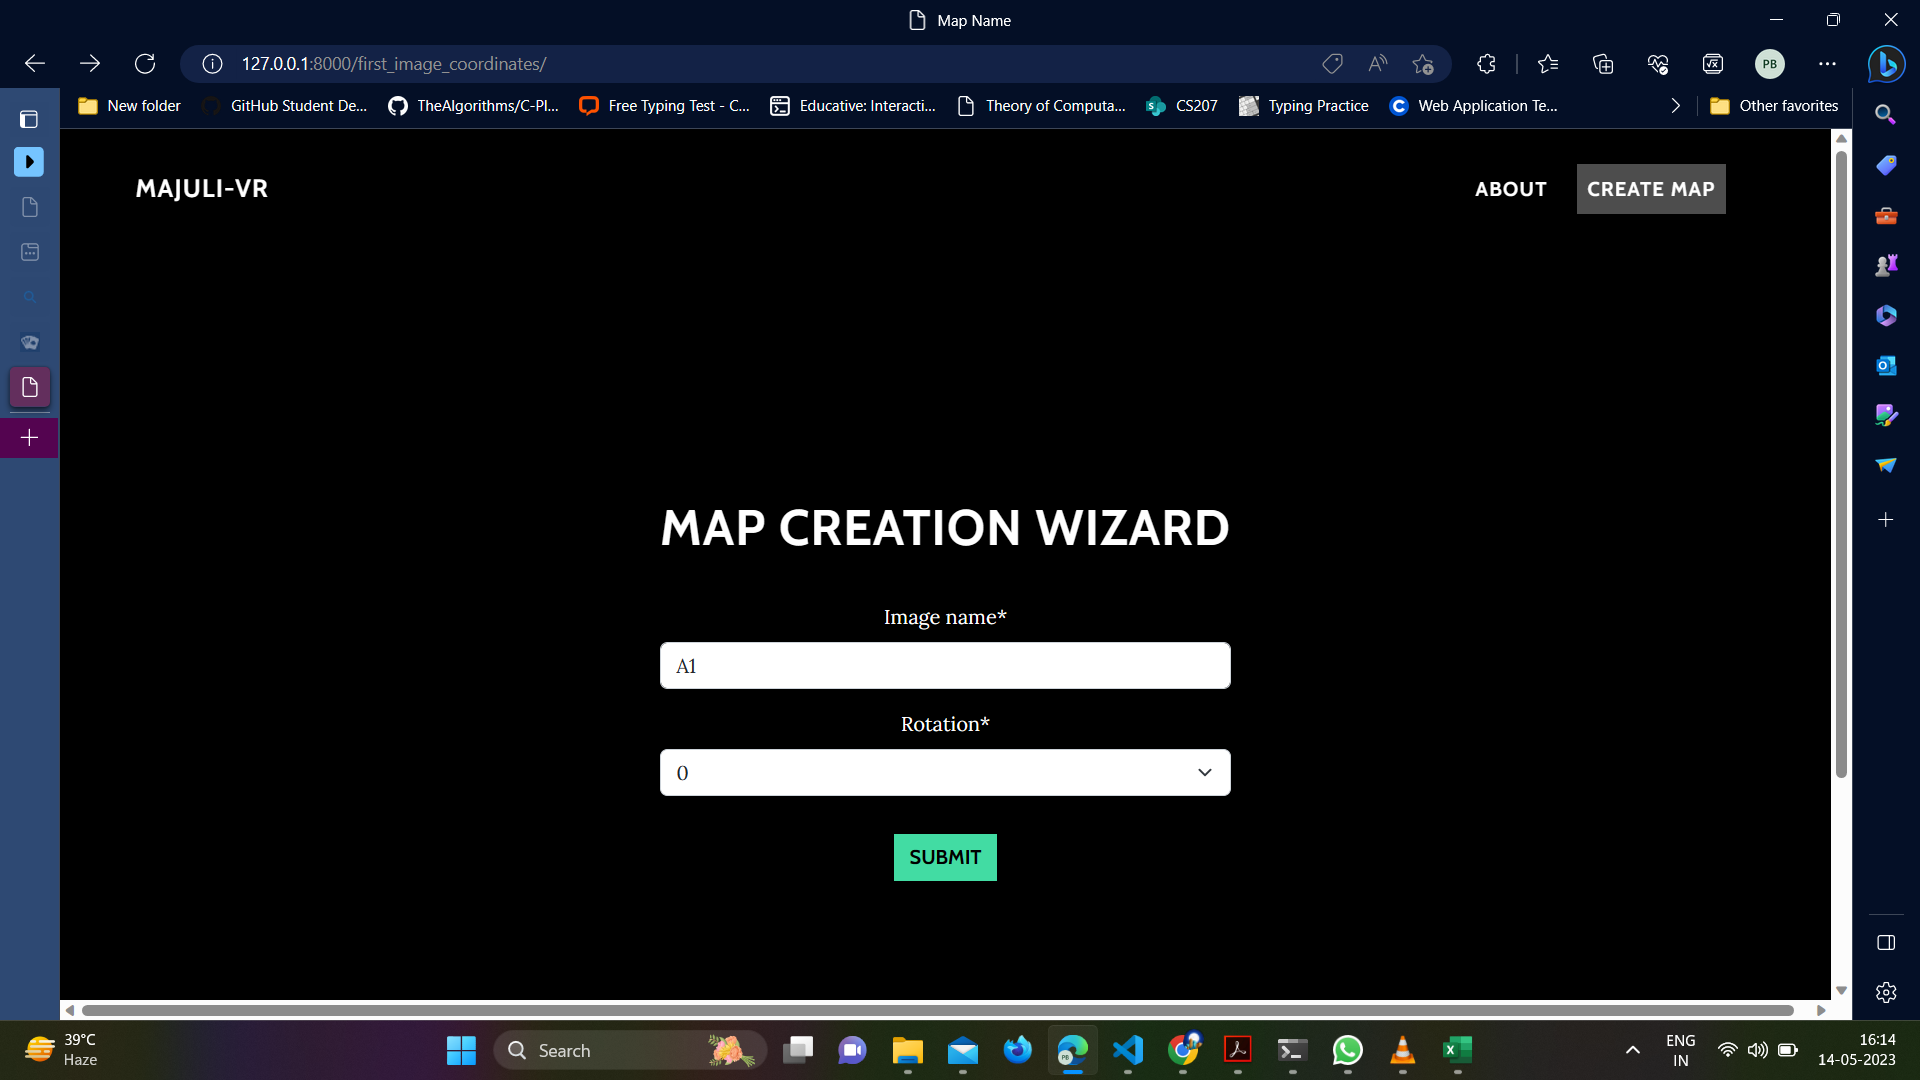 Map Name
127.0.0.1:8000/first_image_coordinates/
PB
New folder
GitHub Student De...
TheAlgorithms/C-Pl...
Free Typing Test - C...
Educative: Interacti...
Theory of Computa...
CS207
Typing Practice
Web Application Te...
Other favorites
MAJULI-VR
ABOUT
CREATE MAP
MAP CREATION WIZARD
Image name*
A1
Rotation*
0
SUBMIT
39°C
Haze
Search
ENG
IN
16:14
14-05-2023